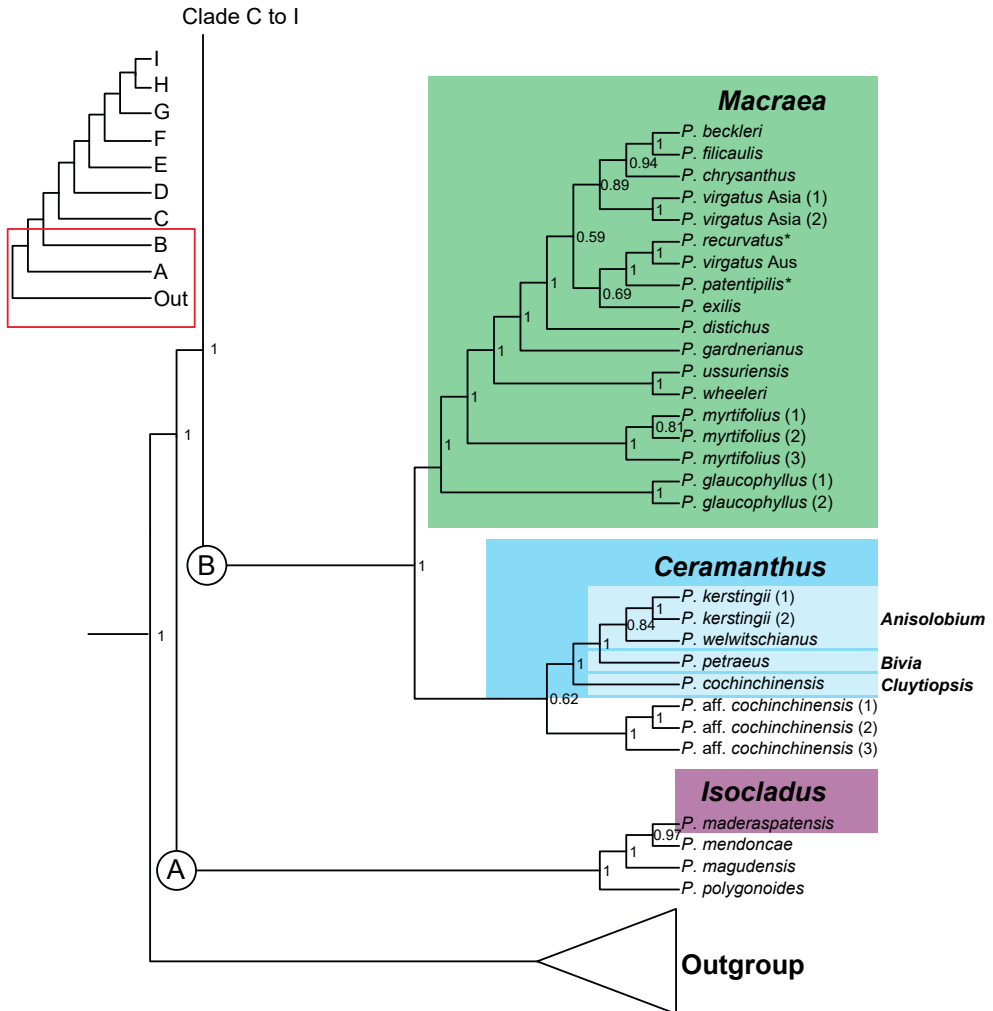 Clade C to I
I
H
G
F
E
D
C
B
A
Out
Macraea
P. beckleri
1
P. filicaulis
0.94
P. chrysanthus
0.89
P. virgatus Asia (1)
1
P. virgatus Asia (2)
0.59
P. recurvatus*
1
P. virgatus Aus
1
P. patentipilis*
0.69
P. exilis
1
P. distichus
1
P. gardnerianus
1
P. ussuriensis
1
P. wheeleri
1
P. myrtifolius (1)
0.81
P. myrtifolius (2)
1
P. myrtifolius (3)
1
P. glaucophyllus (1)
1
P. glaucophyllus (2)
1
1
1
B
1
Ceramanthus
P. kerstingii (1)
1
P. kerstingii (2)
0.84
Anisolobium
P. welwitschianus
1
P. petraeus
1
Bivia
P. cochinchinensis
Cluytiopsis
0.62
P. aff. cochinchinensis (1)
1
P. aff. cochinchinensis (2)
1
P. aff. cochinchinensis (3)
Isocladus
P. maderaspatensis
0.97
P. mendoncae
1
P. magudensis
1
P. polygonoides
A
Outgroup